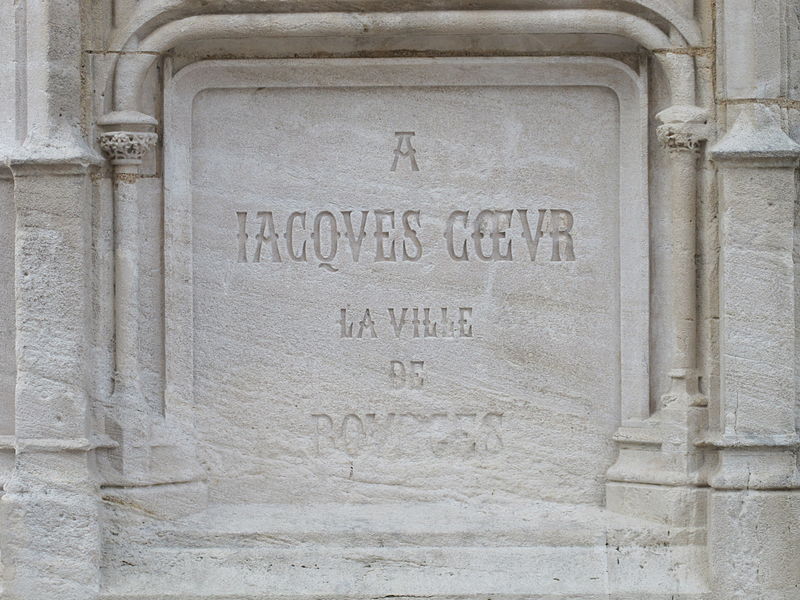 A
IACQVES CŒVR
LA VILLE
DE
BOVRGES